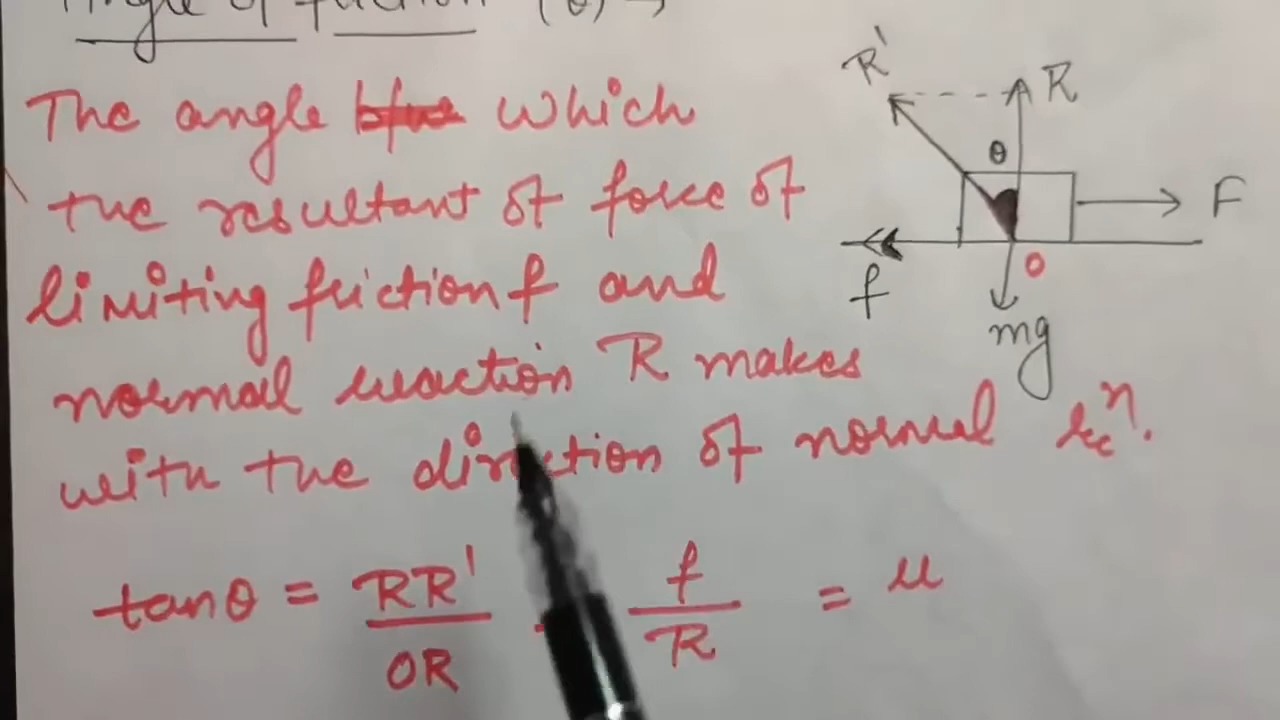 Angle of friction (θ) →
The angle which
the resultant of force of
limiting friction f and
normal reaction R makes
with the direction of normal
tanθ = RR' / OR = f / R = μ
R'
R
θ
F
f
O
mg